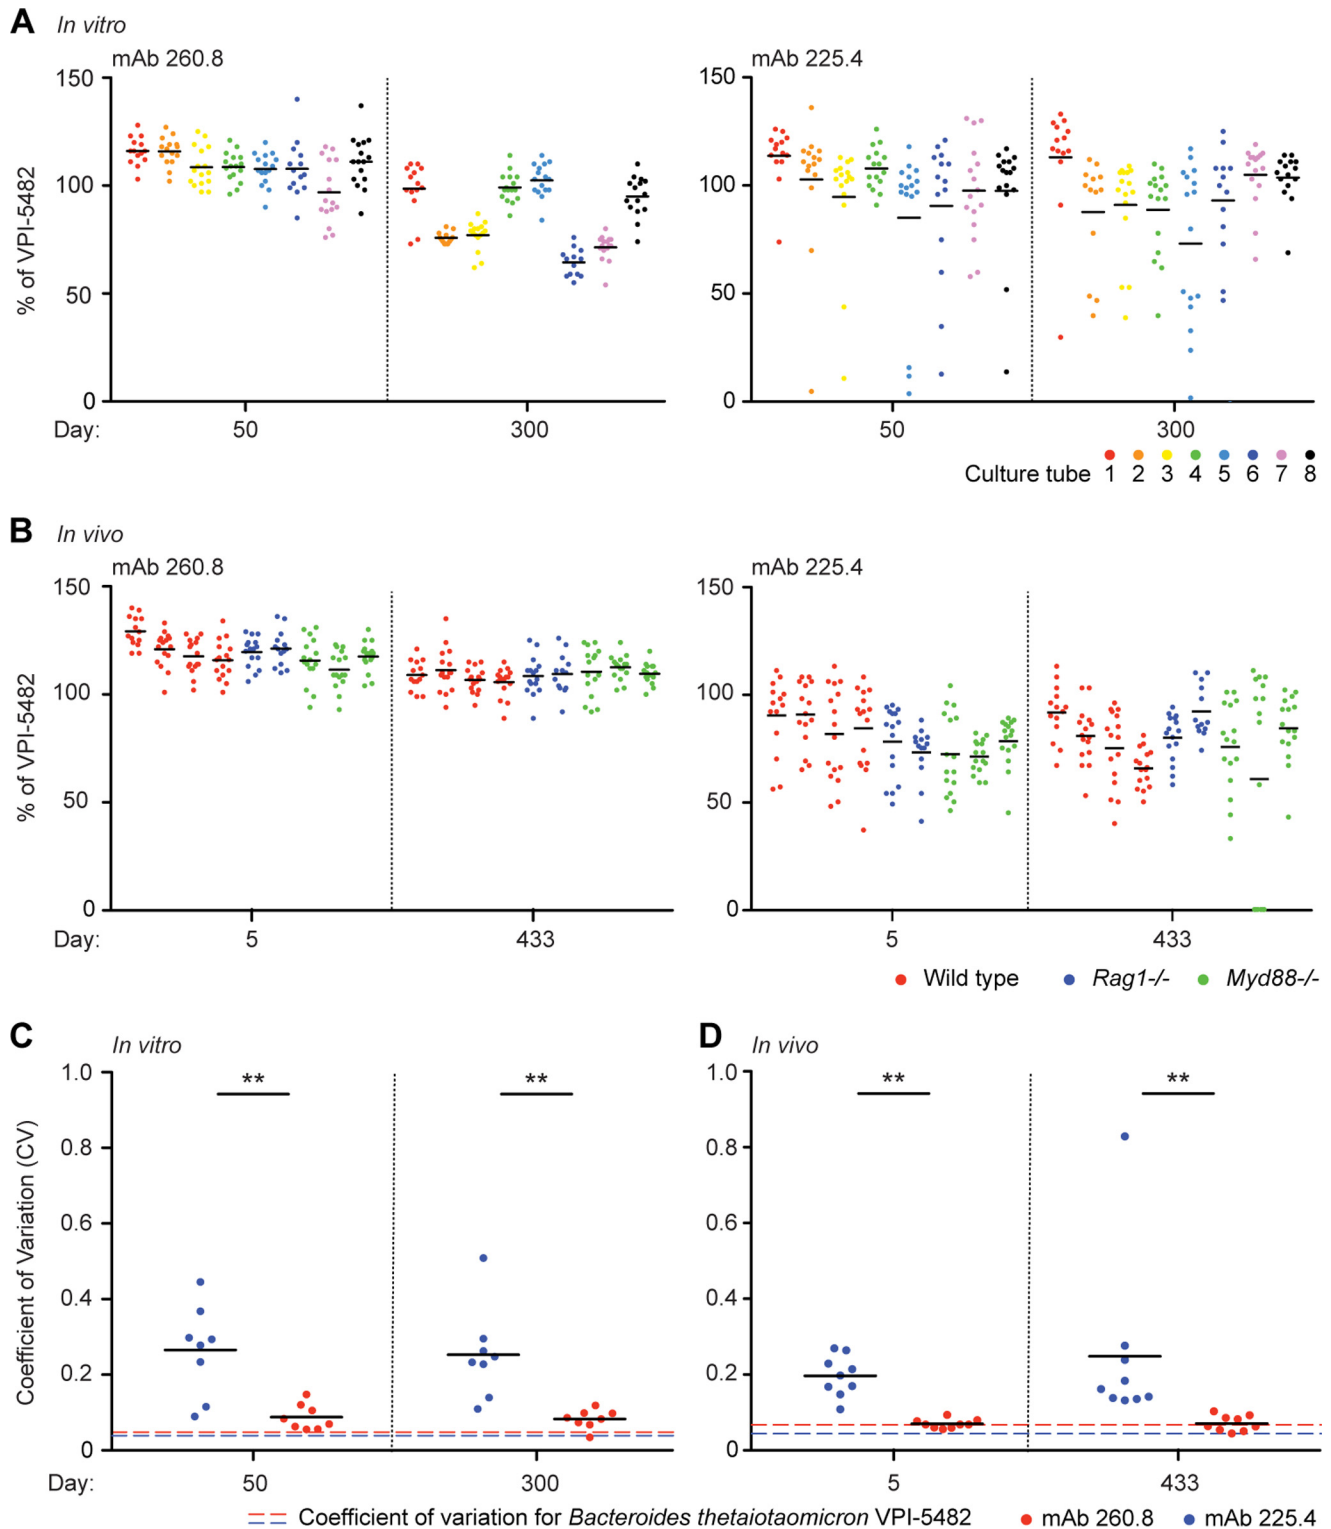 A In vitro
mAb 260.8
mAb 225.4
% of VPI-5482
150
100
50
0
Day: 50 300
150
100
50
0
50 300
Culture tube 1 2 3 4 5 6 7 8
B In vivo
mAb 260.8
mAb 225.4
% of VPI-5482
150
100
50
0
Day: 5 433
150
100
50
0
5 433
Wild type Rag1-/- Myd88-/-
C In vitro
D In vivo
Coefficient of Variation (CV)
1.0
0.8
0.6
0.4
0.2
0
** **
Day: 50 300
1.0
0.8
0.6
0.4
0.2
0
** **
5 433
Coefficient of variation for Bacteroides thetaiotaomicron VPI-5482 mAb 260.8 mAb 225.4